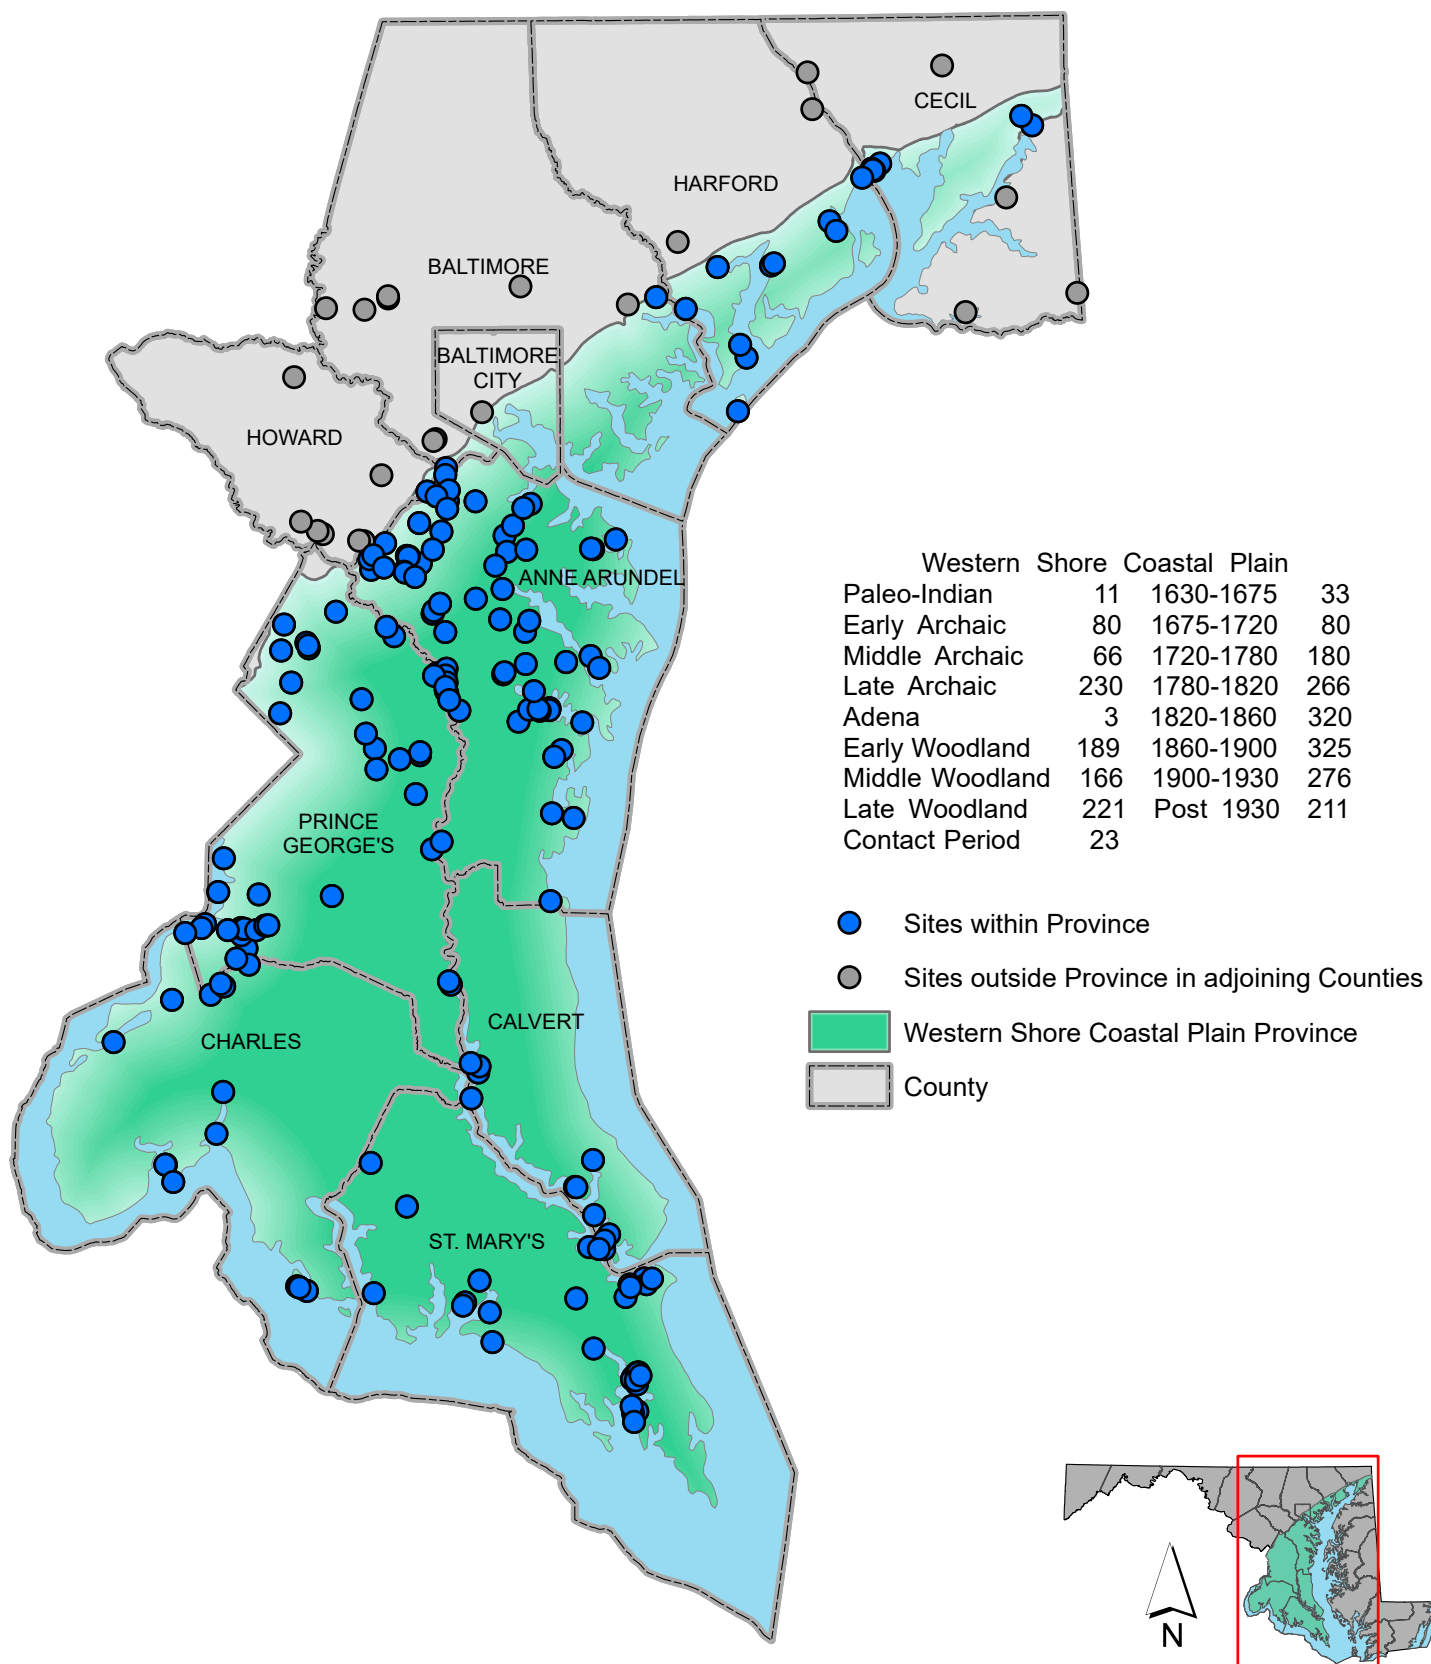 CECIL
HARFORD
BALTIMORE
BALTIMORE
CITY
HOWARD
ANNE ARUNDEL
PRINCE
GEORGE'S
CHARLES
CALVERT
ST. MARY'S
Western Shore Coastal Plain
Paleo-Indian 11 1630-1675 33
Early Archaic 80 1675-1720 80
Middle Archaic 66 1720-1780 180
Late Archaic 230 1780-1820 266
Adena 3 1820-1860 320
Early Woodland 189 1860-1900 325
Middle Woodland 166 1900-1930 276
Late Woodland 221 Post 1930 211
Contact Period 23
Sites within Province
Sites outside Province in adjoining Counties
Western Shore Coastal Plain Province
County
N